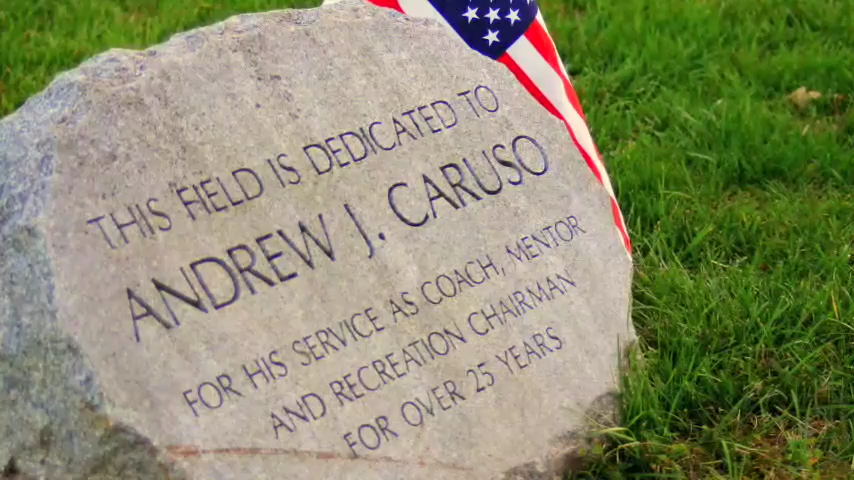 THIS FIELD IS DEDICATED TO
ANDREW J. CARUSO
FOR HIS SERVICE AS COACH, MENTOR
AND RECREATION CHAIRMAN
FOR OVER 25 YEARS